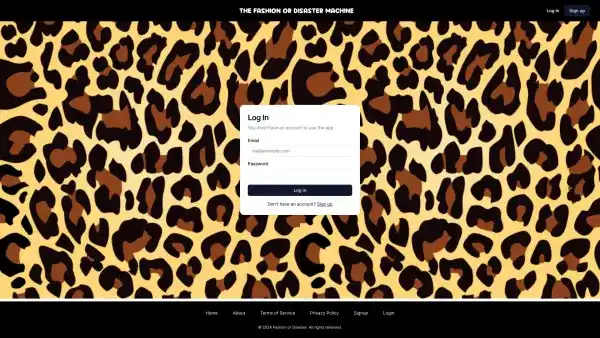 THE FASHION OR DISASTER MACHINE
Log in Sign up
Log In
You must have an account to use the app.
Email
me@example.com
Password
Log in
Don't have an account? Sign up
Home About Terms of Service Privacy Policy Signup Login
© 2024 Fashion or Disaster. All rights reserved.